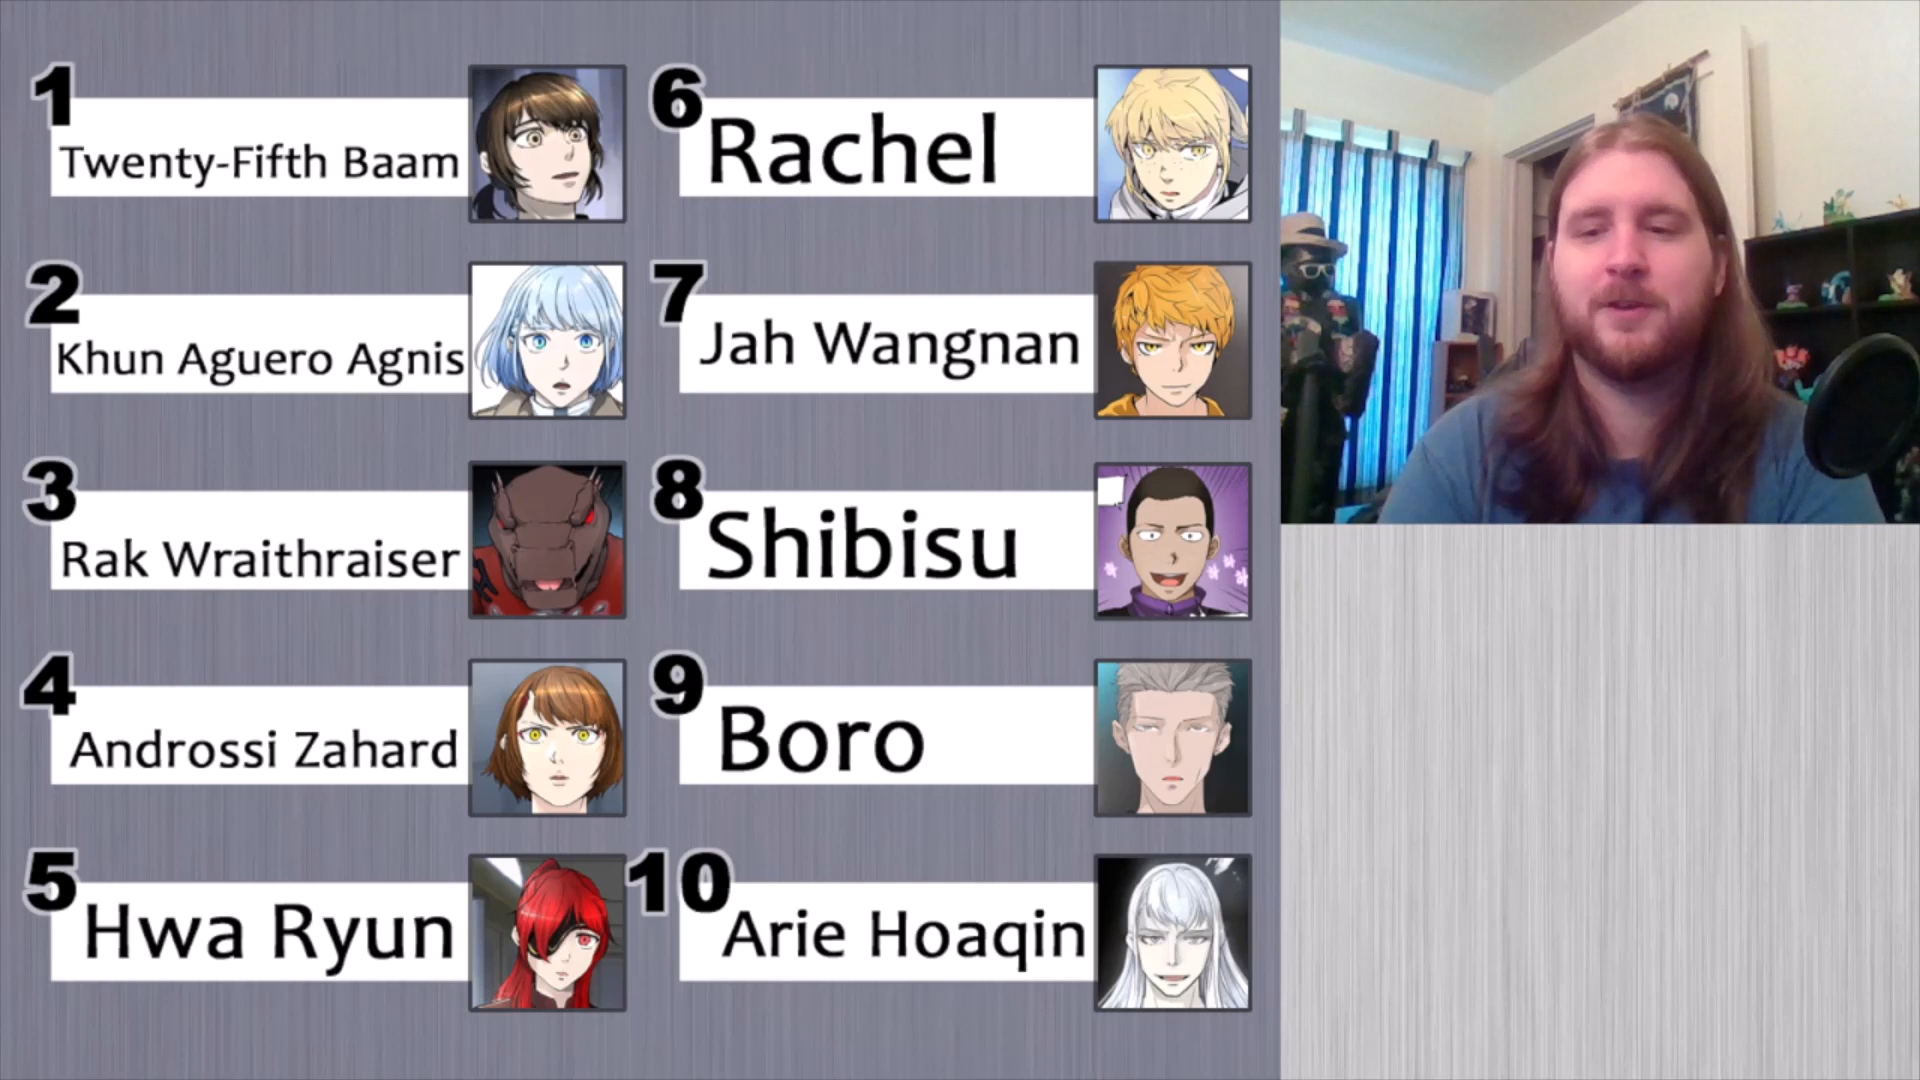 1
Twenty-Fifth Baam
2
Khun Aguero Agnis
3
Rak Wraithraiser
4
Androssi Zahard
5
Hwa Ryun
6
Rachel
7
Jah Wangnan
8
Shibisu
9
Boro
10
Arie Hoaqin